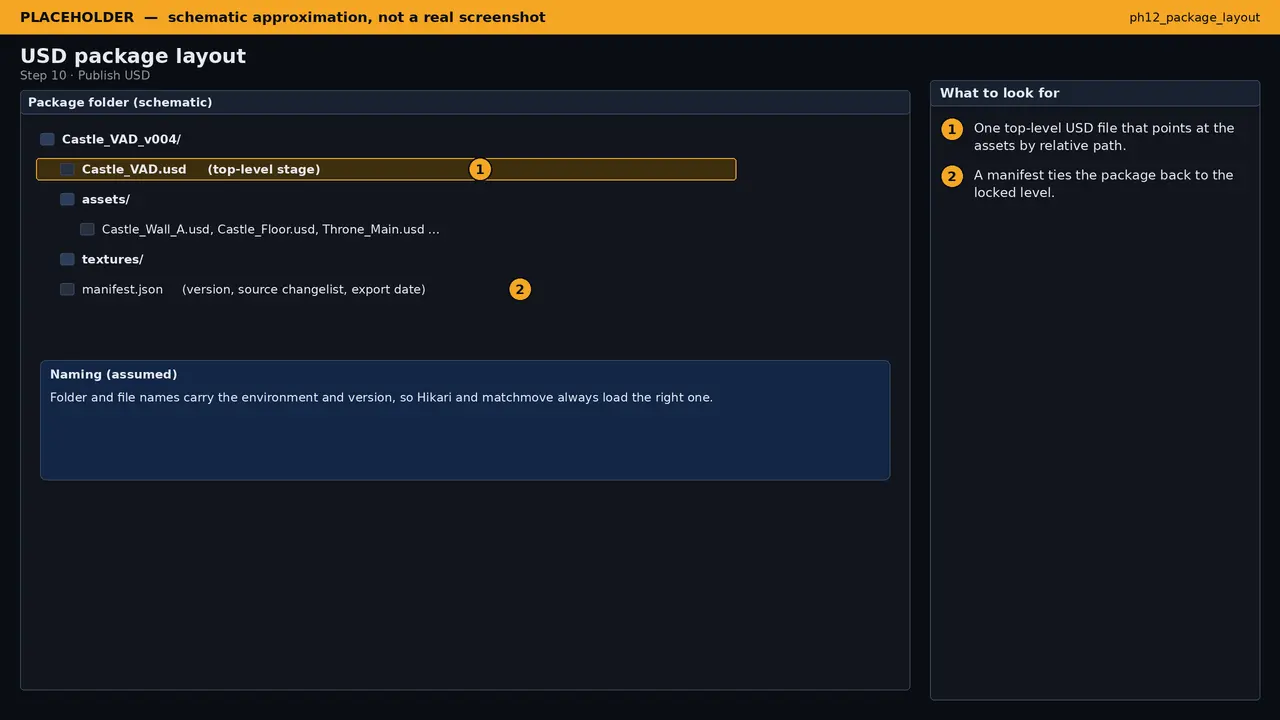 PLACEHOLDER — schematic approximation, not a real screenshot
ph12_package_layout
USD package layout
Step 10 · Publish USD
Package folder (schematic)
Castle_VAD_v004/
Castle_VAD.usd (top-level stage) 1
assets/
Castle_Wall_A.usd, Castle_Floor.usd, Throne_Main.usd ...
textures/
manifest.json (version, source changelist, export date) 2
Naming (assumed)
Folder and file names carry the environment and version, so Hikari and matchmove always load the right one.
What to look for
1 One top-level USD file that points at the
assets by relative path.
2 A manifest ties the package back to the
locked level.